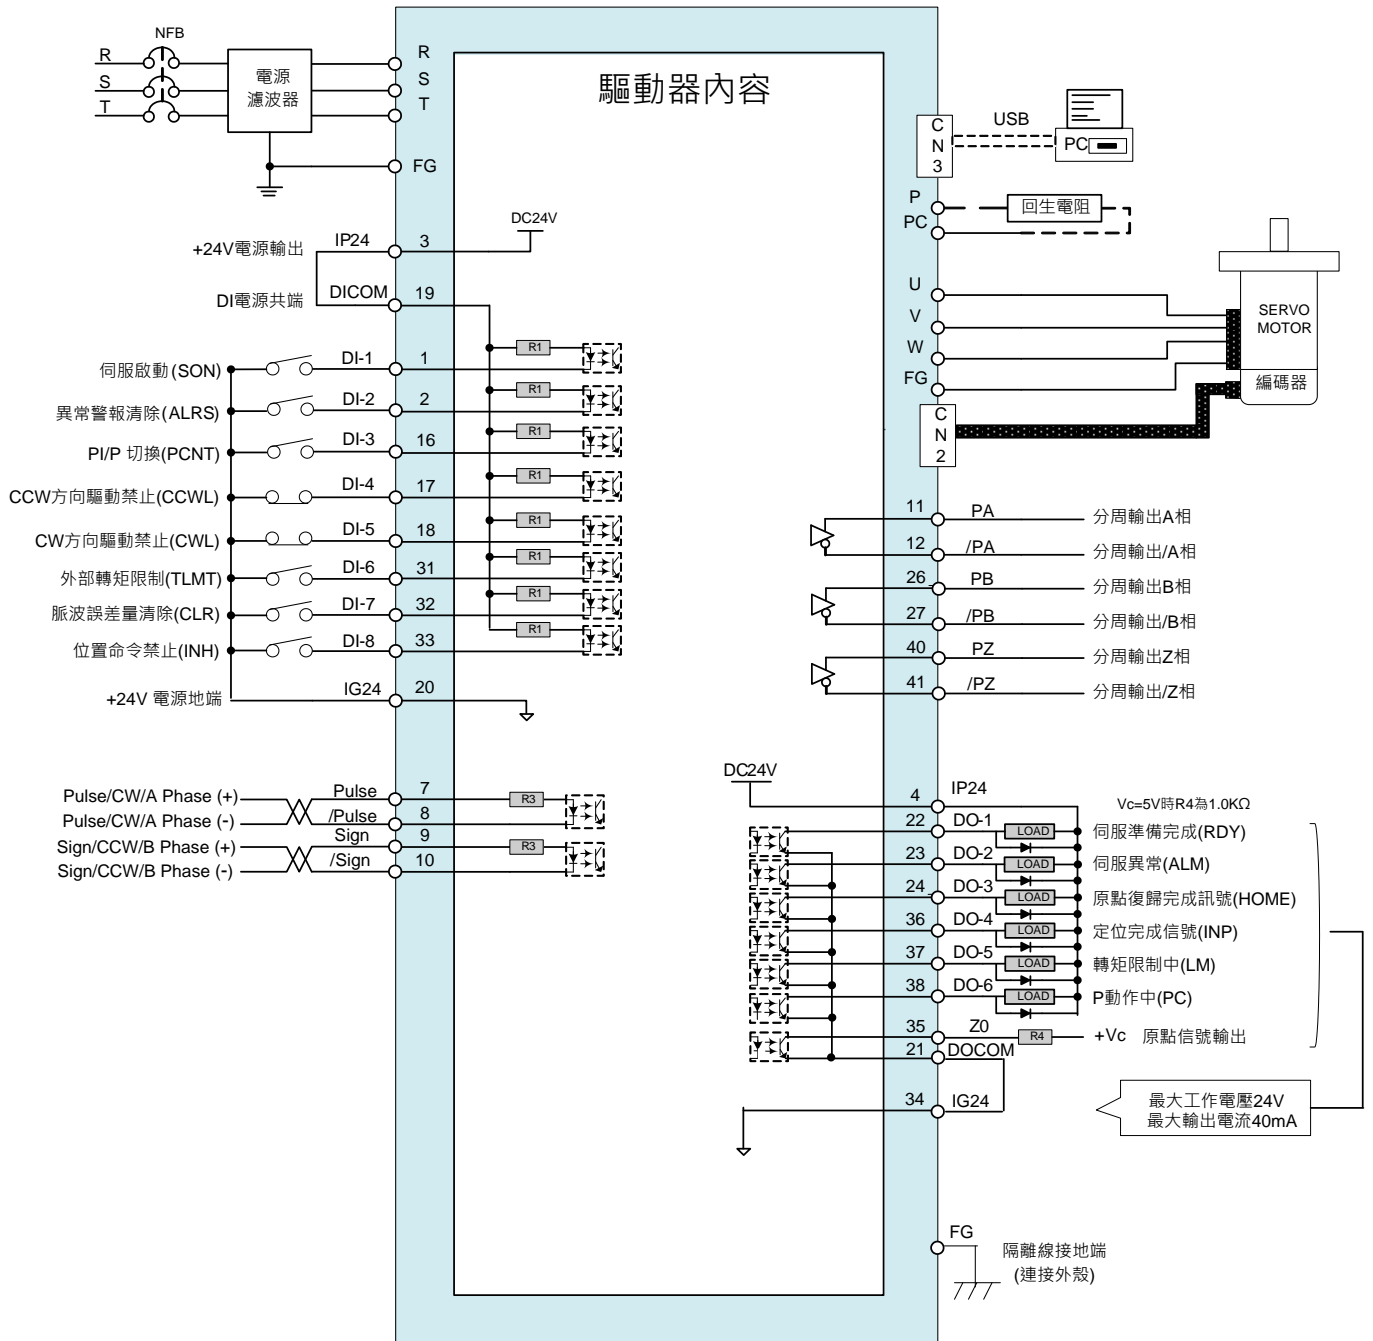 驅動器內容
NFB
R
S
T
電源
濾波器
R
S
T
FG
DC24V
+24V電源輸出 IP24 3
DI電源共端 DICOM 19
伺服啟動(SON) DI-1 1 R1
異常警報清除(ALRS) DI-2 2 R1
PI/P 切換(PCNT) DI-3 16 R1
CCW方向驅動禁止(CCWL) DI-4 17 R1
CW方向驅動禁止(CWL) DI-5 18 R1
外部轉矩限制(TLMT) DI-6 31 R1
脈波誤差量清除(CLR) DI-7 32 R1
位置命令禁止(INH) DI-8 33 R1
+24V 電源地端 IG24 20
Pulse/CW/A Phase (+) Pulse 7 R3
Pulse/CW/A Phase (-) /Pulse 8
Sign/CCW/B Phase (+) Sign 9 R3
Sign/CCW/B Phase (-) /Sign 10
C
N
3
USB
PC
P
PC
回生電阻
U
V
W
FG
SERVO
MOTOR
編碼器
C
N
2
11 PA 分周輸出A相
12 /PA 分周輸出/A相
26 PB 分周輸出B相
27 /PB 分周輸出/B相
40 PZ 分周輸出Z相
41 /PZ 分周輸出/Z相
DC24V
4 IP24
Vc=5V時R4為1.0KΩ
22 DO-1 LOAD 伺服準備完成(RDY)
23 DO-2 LOAD 伺服異常(ALM)
24 DO-3 LOAD 原點復歸完成訊號(HOME)
36 DO-4 LOAD 定位完成信號(INP)
37 DO-5 LOAD 轉矩限制中(LM)
38 DO-6 LOAD P動作中(PC)
35 Z0 R4 +Vc 原點信號輸出
21 DOCOM
34 IG24
最大工作電壓24V
最大輸出電流40mA
FG
隔離線接地端
(連接外殼)